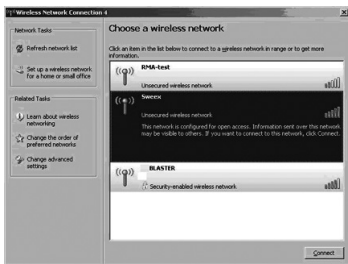 Wireless Network Connection 4
Network Tasks
Refresh network list
Set up a wireless network
for a home or small office
Related Tasks
Learn about wireless
networking
Change the order of
preferred networks
Change advanced
settings
Choose a wireless network
Click an item in the list below to connect to a wireless network in range or to get more
information.
RMA-test
Unsecured wireless network
Sweex
Unsecured wireless network
This network is configured for open access. Information sent over this network
may be visible to others. If you want to connect to this network, click Connect.
BLASTER
Security-enabled wireless network
Connect